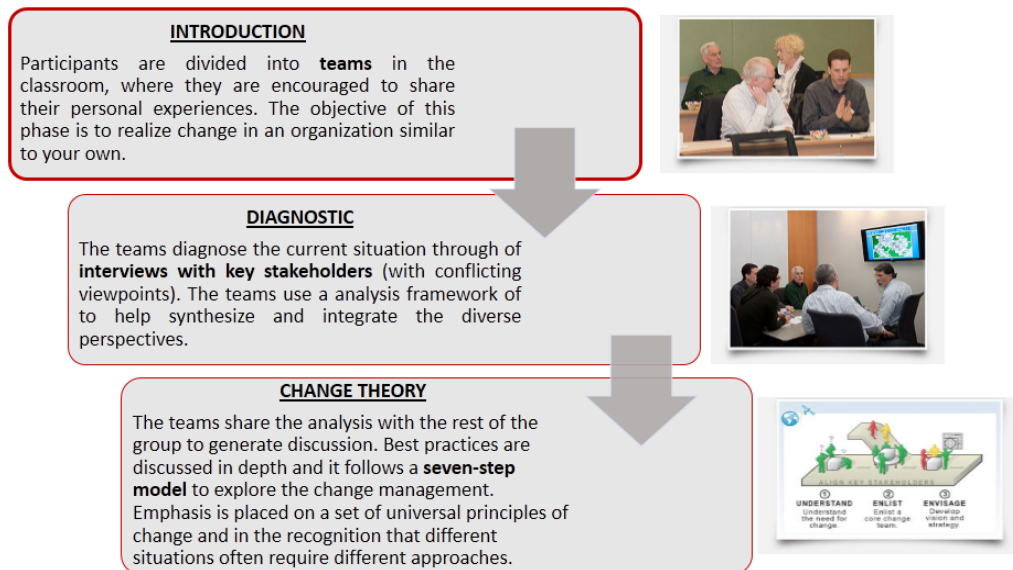 INTRODUCTION
Participants are divided into teams in the
classroom, where they are encouraged to share
their personal experiences. The objective of this
phase is to realize change in an organization similar
to your own.
DIAGNOSTIC
The teams diagnose the current situation through of
interviews with key stakeholders (with conflicting
viewpoints). The teams use a analysis framework of
to help synthesize and integrate the diverse
perspectives.
CHANGE THEORY
The teams share the analysis with the rest of the
group to generate discussion. Best practices are
discussed in depth and it follows a seven-step
model to explore the change management.
Emphasis is placed on a set of universal principles of
change and in the recognition that different
situations often require different approaches.
ALIGN KEY STAKEHOLDERS
1 2 3
UNDERSTAND ENLIST ENVISAGE
Understand Enlist a Develop
the need for core change vision and
change. team. strategy.